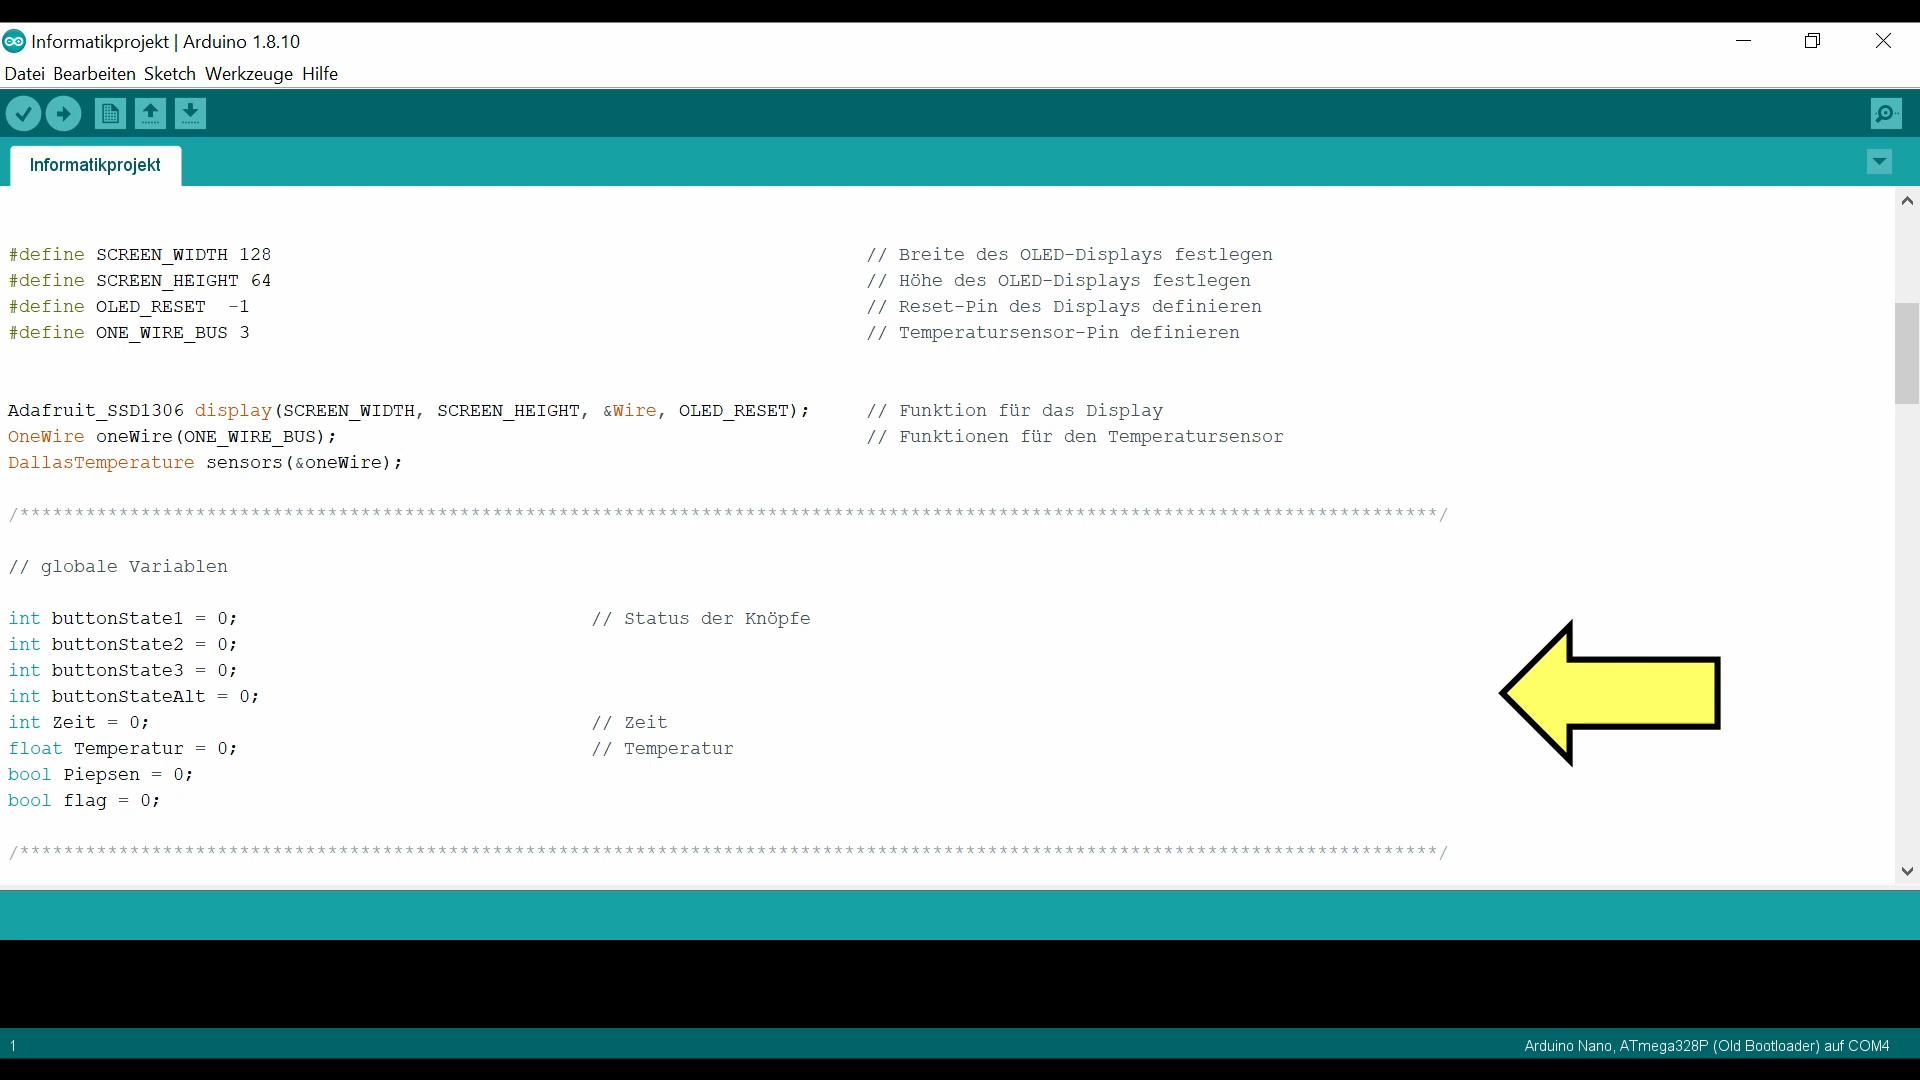 Informatikprojekt | Arduino 1.8.10
Datei Bearbeiten Sketch Werkzeuge Hilfe
Informatikprojekt
#define SCREEN_WIDTH 128 // Breite des OLED-Displays festlegen
#define SCREEN_HEIGHT 64 // Höhe des OLED-Displays festlegen
#define OLED_RESET  -1 // Reset-Pin des Displays definieren
#define ONE_WIRE_BUS 3 // Temperatursensor-Pin definieren
Adafruit_SSD1306 display(SCREEN_WIDTH, SCREEN_HEIGHT, &Wire, OLED_RESET); // Funktion für das Display
OneWire oneWire(ONE_WIRE_BUS); // Funktionen für den Temperatursensor
DallasTemperature sensors(&oneWire);
/*********************************************************************************************************************************/
// globale Variablen
int buttonState1 = 0; // Status der Knöpfe
int buttonState2 = 0;
int buttonState3 = 0;
int buttonStateAlt = 0;
int Zeit = 0; // Zeit
float Temperatur = 0; // Temperatur
bool Piepsen = 0;
bool flag = 0;
/*********************************************************************************************************************************/
1 Arduino Nano, ATmega328P (Old Bootloader) auf COM4